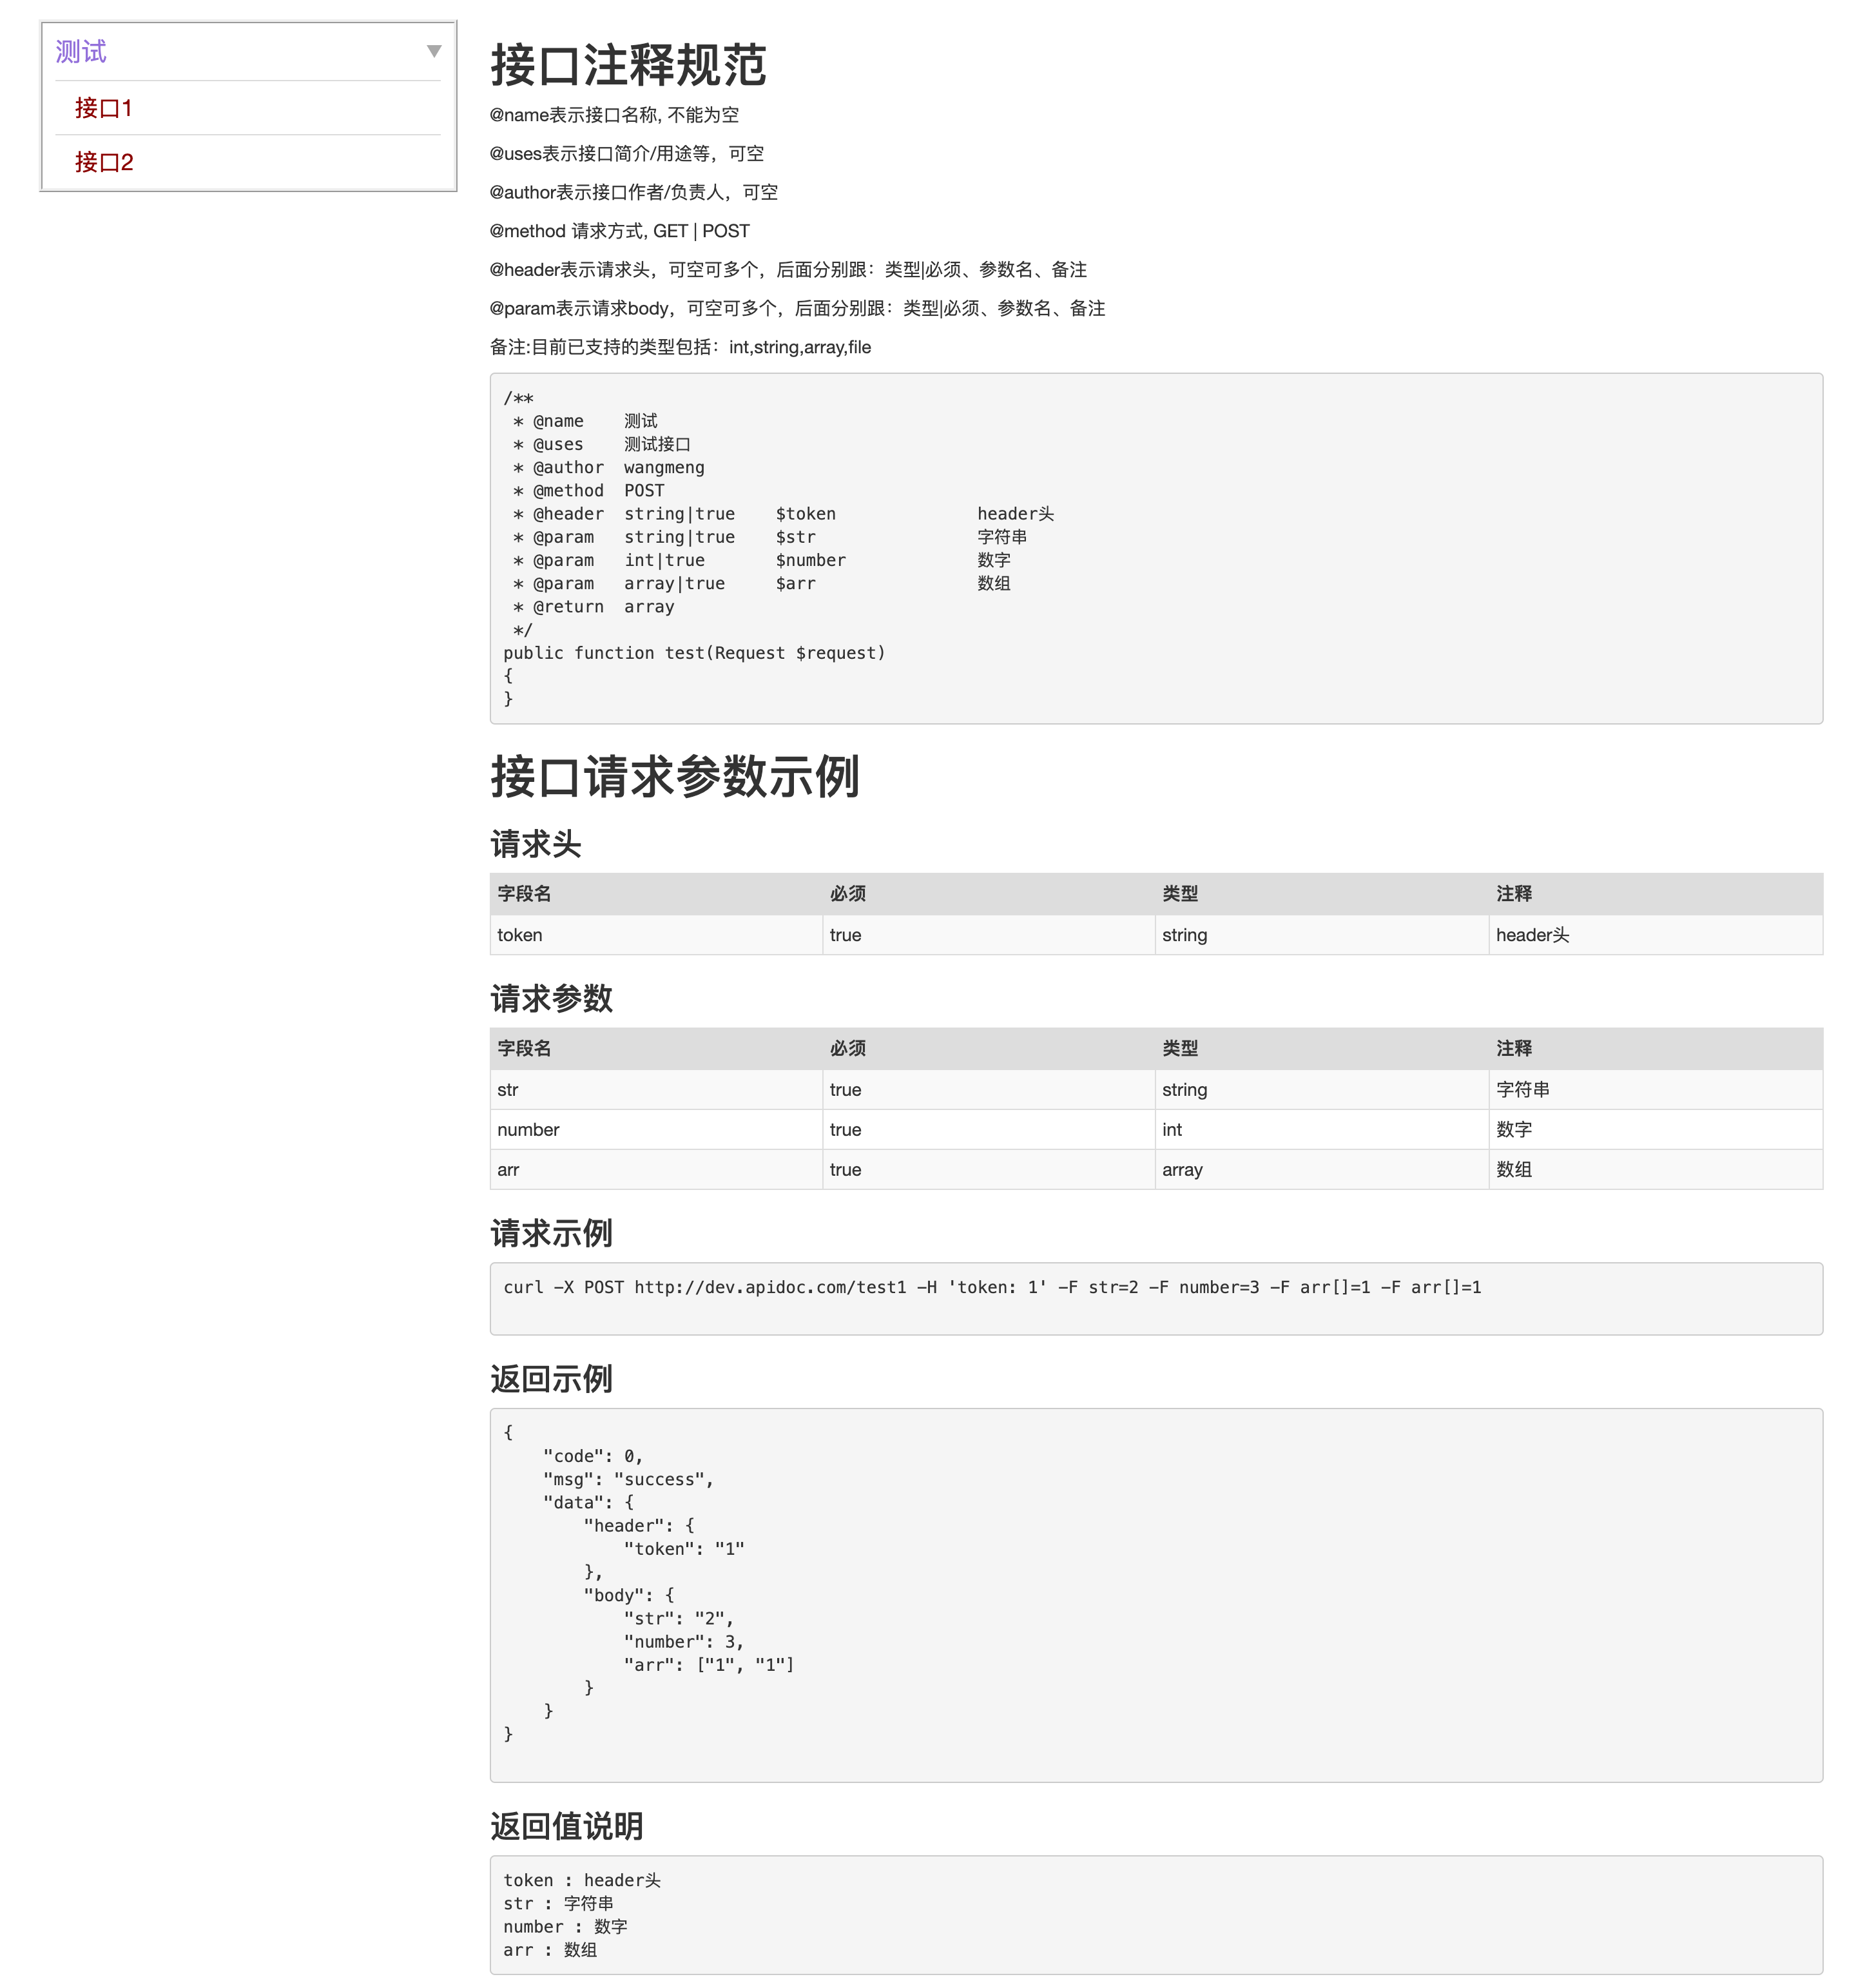 测试 ▼
接口1
接口2
接口注释规范
@name表示接口名称, 不能为空
@uses表示接口简介/用途等，可空
@author表示接口作者/负责人，可空
@method 请求方式, GET | POST
@header表示请求头，可空可多个，后面分别跟：类型|必须、参数名、备注
@param表示请求body，可空可多个，后面分别跟：类型|必须、参数名、备注
备注:目前已支持的类型包括：int,string,array,file
/**
 * @name    测试
 * @uses    测试接口
 * @author  wangmeng
 * @method  POST
 * @header  string|true    $token              header头
 * @param   string|true    $str                字符串
 * @param   int|true       $number             数字
 * @param   array|true     $arr                数组
 * @return  array
 */
public function test(Request $request)
{
}
接口请求参数示例
请求头
字段名 必须 类型 注释
token true string header头
请求参数
字段名 必须 类型 注释
str true string 字符串
number true int 数字
arr true array 数组
请求示例
curl -X POST http://dev.apidoc.com/test1 -H 'token: 1' -F str=2 -F number=3 -F arr[]=1 -F arr[]=1
返回示例
{
    "code": 0,
    "msg": "success",
    "data": {
        "header": {
            "token": "1"
        },
        "body": {
            "str": "2",
            "number": 3,
            "arr": ["1", "1"]
        }
    }
}
返回值说明
token : header头
str : 字符串
number : 数字
arr : 数组